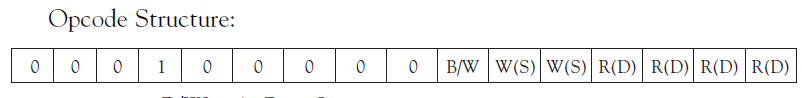 Opcode Structure:
0 0 0 1 0 0 0 0 0 B/W W(S) W(S) R(D) R(D) R(D) R(D)